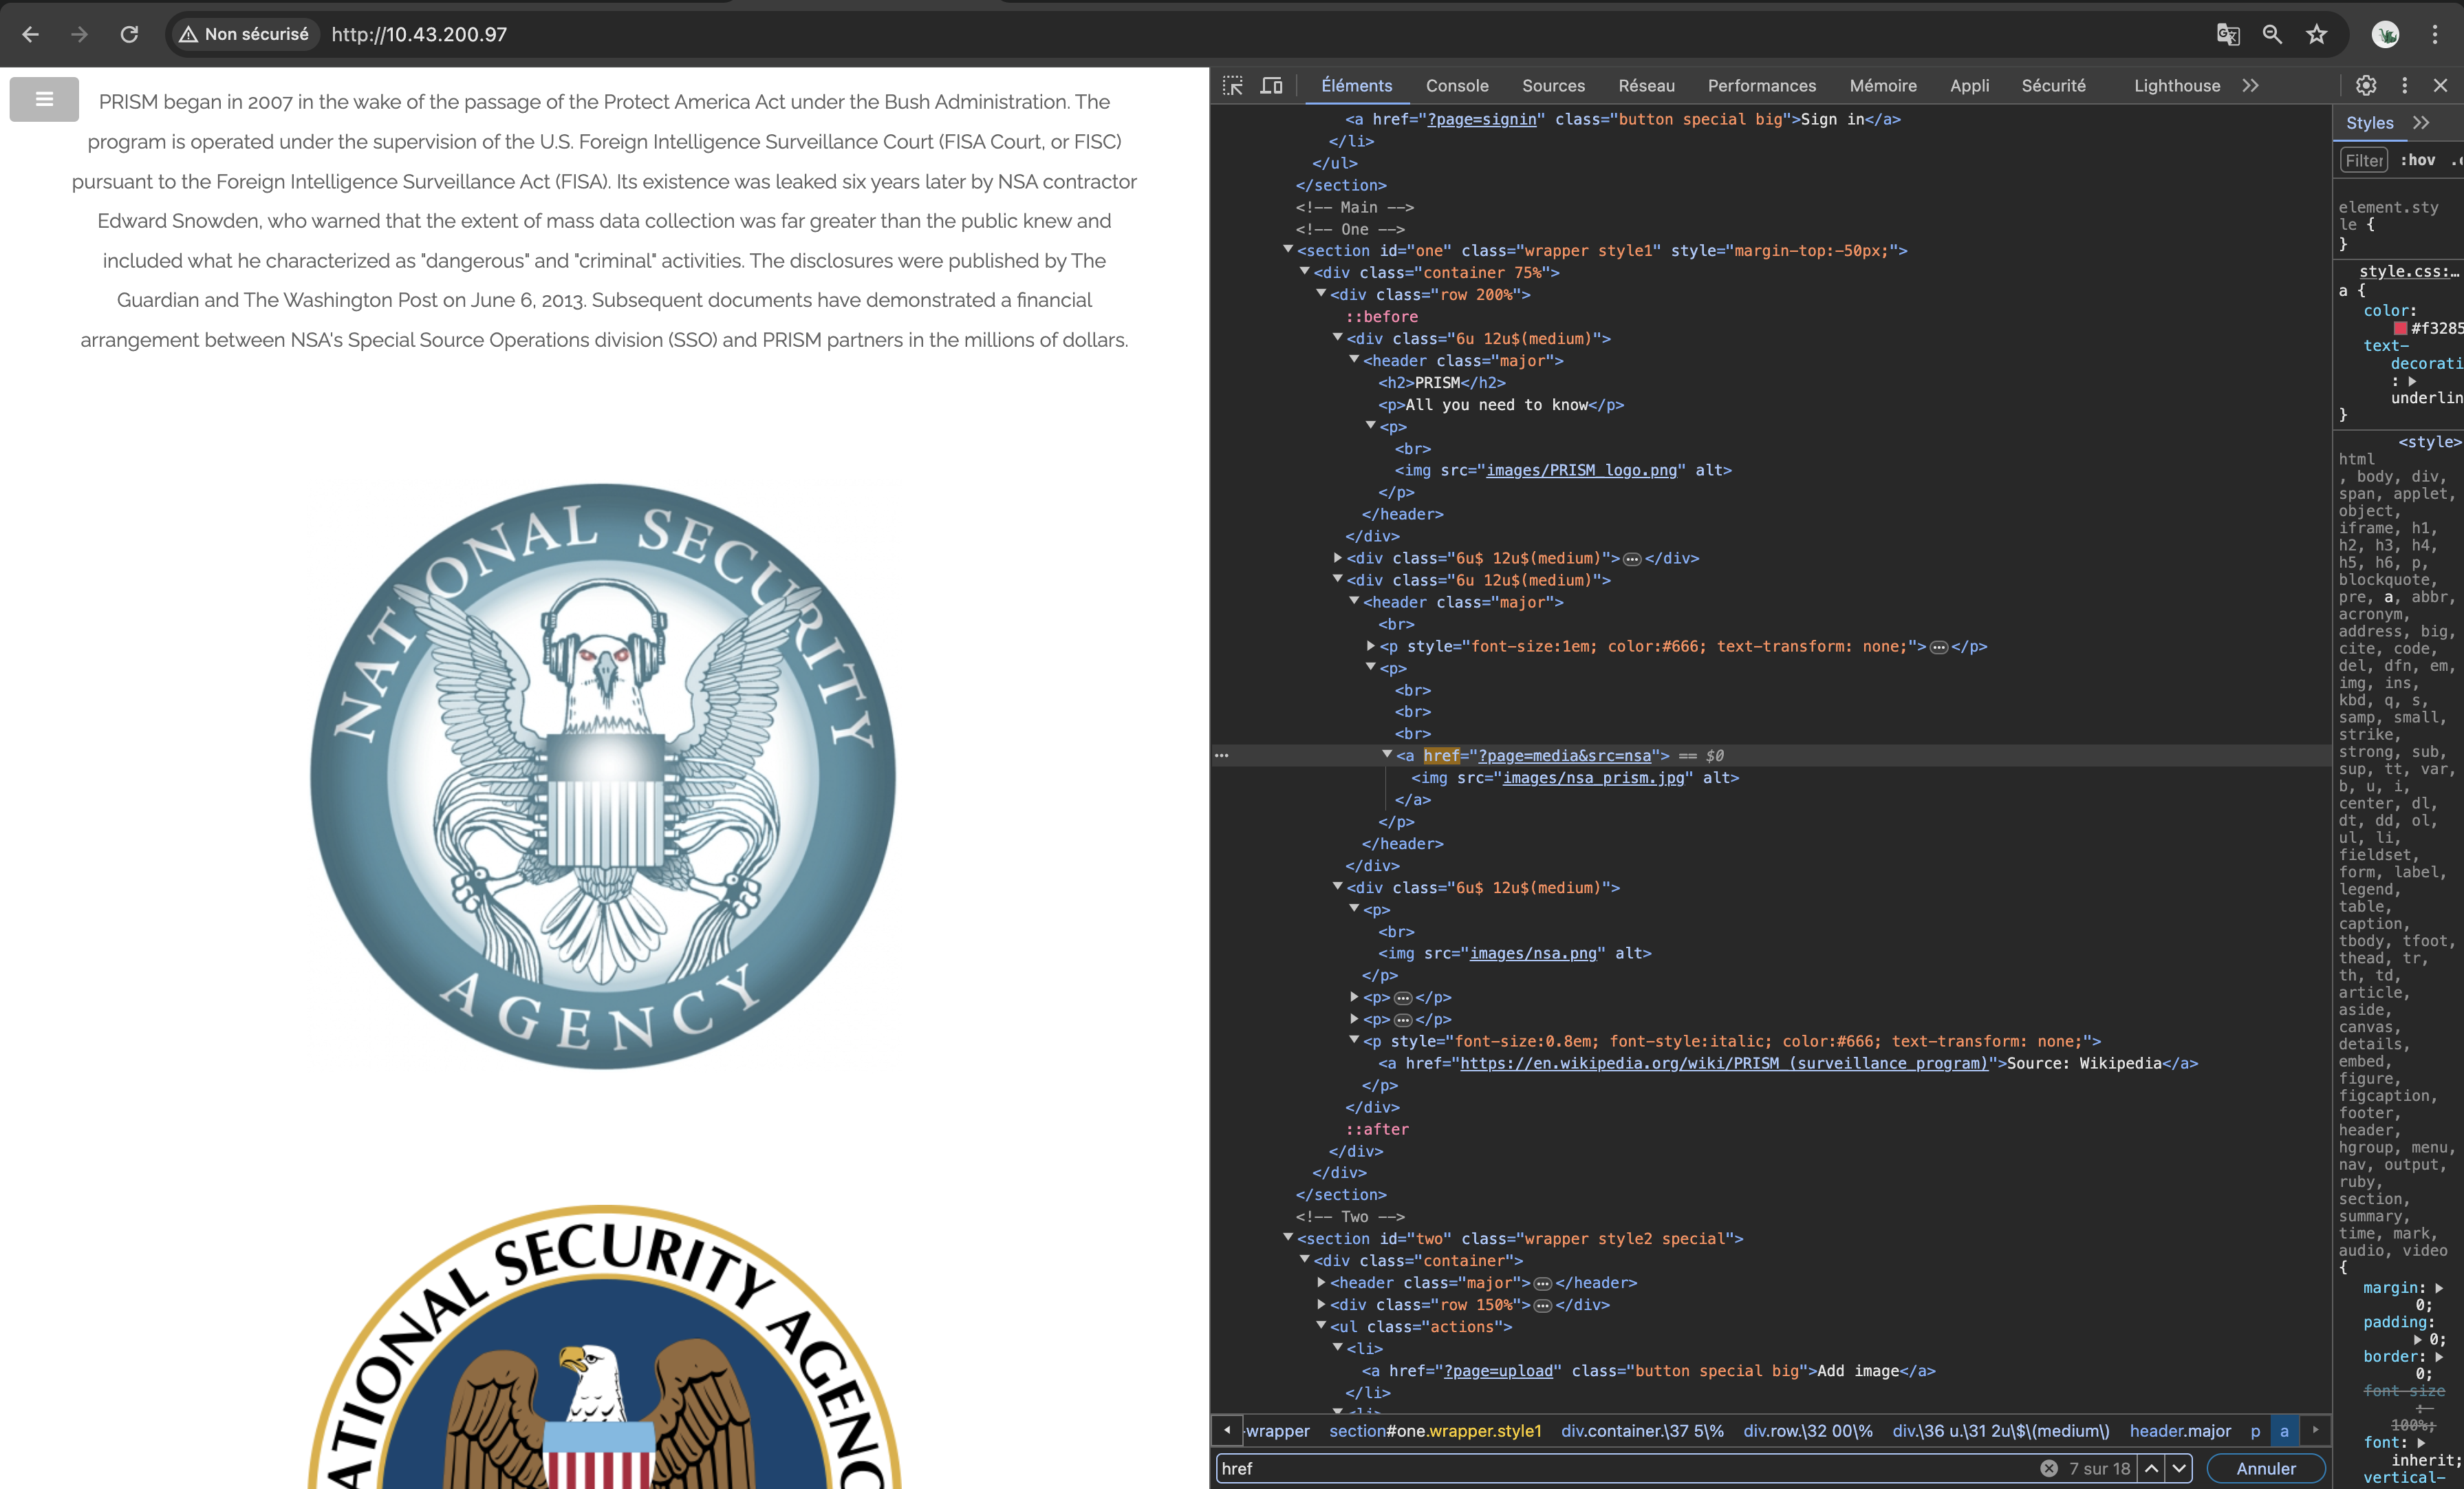 Non sécurisé
http://10.43.200.97
PRISM began in 2007 in the wake of the passage of the Protect America Act under the Bush Administration. The
program is operated under the supervision of the U.S. Foreign Intelligence Surveillance Court (FISA Court, or FISC)
pursuant to the Foreign Intelligence Surveillance Act (FISA). Its existence was leaked six years later by NSA contractor
Edward Snowden, who warned that the extent of mass data collection was far greater than the public knew and
included what he characterized as "dangerous" and "criminal" activities. The disclosures were published by The
Guardian and The Washington Post on June 6, 2013. Subsequent documents have demonstrated a financial
arrangement between NSA's Special Source Operations division (SSO) and PRISM partners in the millions of dollars.
NATIONAL SECURITY
AGENCY
NATIONAL SECURITY AGENC
Éléments Console Sources Réseau Performances Mémoire Appli Sécurité Lighthouse
<a href="?page=signin" class="button special big">Sign in</a>
</li>
</ul>
</section>
<!-- Main -->
<!-- One -->
<section id="one" class="wrapper style1" style="margin-top:-50px;">
<div class="container 75%">
<div class="row 200%">
::before
<div class="6u 12u$(medium)">
<header class="major">
<h2>PRISM</h2>
<p>All you need to know</p>
<p>
<br>
<img src="images/PRISM_logo.png" alt>
</p>
</header>
</div>
<div class="6u$ 12u$(medium)">…</div>
<div class="6u 12u$(medium)">
<header class="major">
<br>
<p style="font-size:1em; color:#666; text-transform: none;">…</p>
<p>
<br>
<br>
<br>
… <a href="?page=media&src=nsa"> == $0
<img src="images/nsa_prism.jpg" alt>
</a>
</p>
</header>
</div>
<div class="6u$ 12u$(medium)">
<p>
<br>
<img src="images/nsa.png" alt>
</p>
<p>…</p>
<p>…</p>
<p style="font-size:0.8em; font-style:italic; color:#666; text-transform: none;">
<a href="https://en.wikipedia.org/wiki/PRISM_(surveillance_program)">Source: Wikipedia</a>
</p>
</div>
::after
</div>
</div>
</section>
<!-- Two -->
<section id="two" class="wrapper style2 special">
<div class="container">
<header class="major">…</header>
<div class="row 150%">…</div>
<ul class="actions">
<li>
<a href="?page=upload" class="button special big">Add image</a>
</li>
<li>
wrapper section#one.wrapper.style1 div.container.\37 5\% div.row.\32 00\% div.\36 u.\31 2u\$\(medium\) header.major p a
href
7 sur 18
Annuler
Styles
Filter :hov
element.sty
le {
}
style.css:…
a {
color:
#f3285
text-
decorati
:
underlin
}
<style>
html
, body, div,
span, applet,
object,
iframe, h1,
h2, h3, h4,
h5, h6, p,
blockquote,
pre, a, abbr,
acronym,
address, big,
cite, code,
del, dfn, em,
img, ins,
kbd, q, s,
samp, small,
strike,
strong, sub,
sup, tt, var,
b, u, i,
center, dl,
dt, dd, ol,
ul, li,
fieldset,
form, label,
legend,
table,
caption,
tbody, tfoot,
thead, tr,
th, td,
article,
aside,
canvas,
details,
embed,
figure,
figcaption,
footer,
header,
hgroup, menu,
nav, output,
ruby,
section,
summary,
time, mark,
audio, video
{
margin:
0;
padding:
0;
border:
0;
font-size
:
100%;
font:
inherit;
vertical-